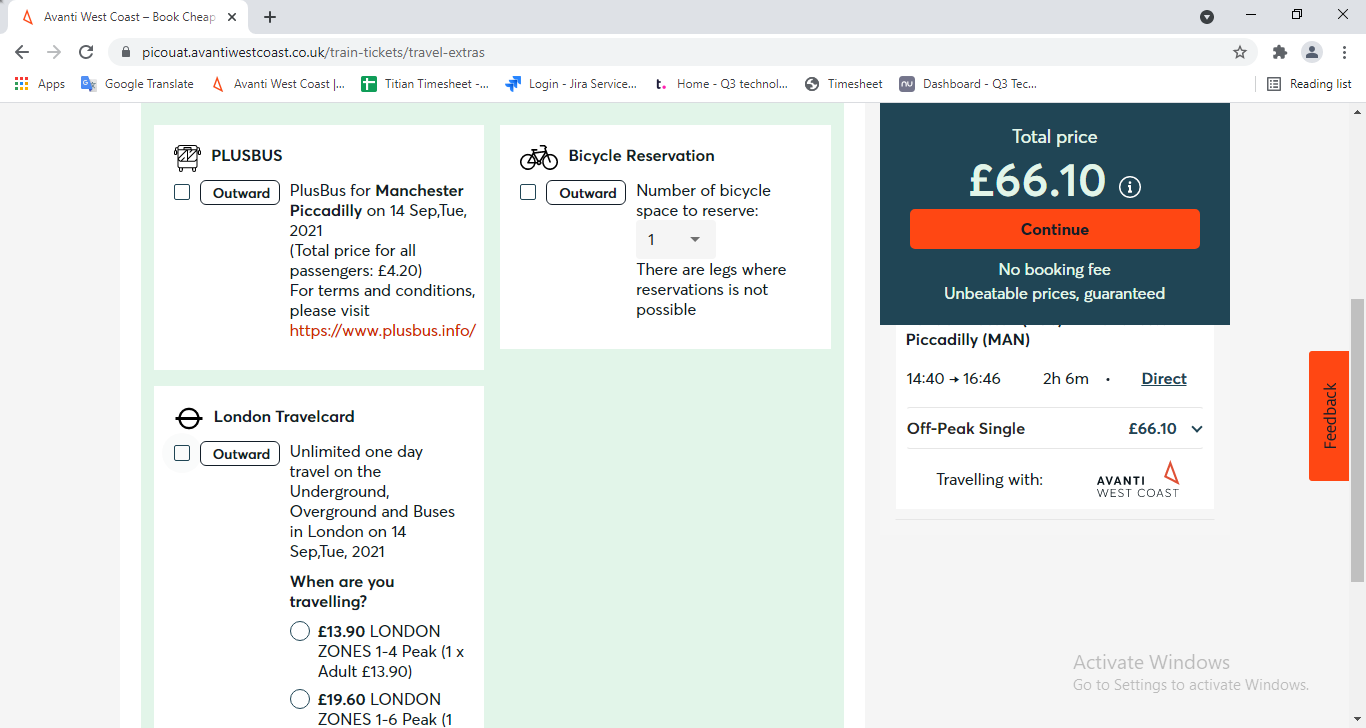 Avanti West Coast – Book Cheap
picouat.avantiwestcoast.co.uk/train-tickets/travel-extras
Apps
Google Translate
Avanti West Coast |...
Titian Timesheet -...
Login - Jira Service...
t. Home - Q3 technol...
Timesheet
nu Dashboard - Q3 Tec...
Reading list
PLUSBUS
Outward
PlusBus for Manchester
Piccadilly on 14 Sep,Tue,
2021
(Total price for all
passengers: £4.20)
For terms and conditions,
please visit
https://www.plusbus.info/
Bicycle Reservation
Outward
Number of bicycle
space to reserve:
1
There are legs where
reservations is not
possible
London Travelcard
Outward
Unlimited one day
travel on the
Underground,
Overground and Buses
in London on 14
Sep,Tue, 2021
When are you
travelling?
£13.90 LONDON
ZONES 1-4 Peak (1 x
Adult £13.90)
£19.60 LONDON
ZONES 1-6 Peak (1
Total price
£66.10
Continue
No booking fee
Unbeatable prices, guaranteed
Piccadilly (MAN)
14:40 → 16:46 2h 6m • Direct
Off-Peak Single £66.10
Travelling with:
AVANTI
WEST COAST
Feedback
Activate Windows
Go to Settings to activate Windows.